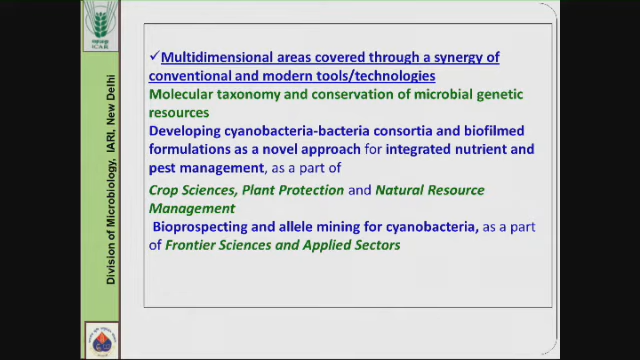 ICAR
Division of Microbiology, IARI, New Delhi
✓Multidimensional areas covered through a synergy of
conventional and modern tools/technologies
Molecular taxonomy and conservation of microbial genetic
resources
Developing cyanobacteria-bacteria consortia and biofilmed
formulations as a novel approach for integrated nutrient and
pest management, as a part of
Crop Sciences, Plant Protection and Natural Resource
Management
Bioprospecting and allele mining for cyanobacteria, as a part
of Frontier Sciences and Applied Sectors